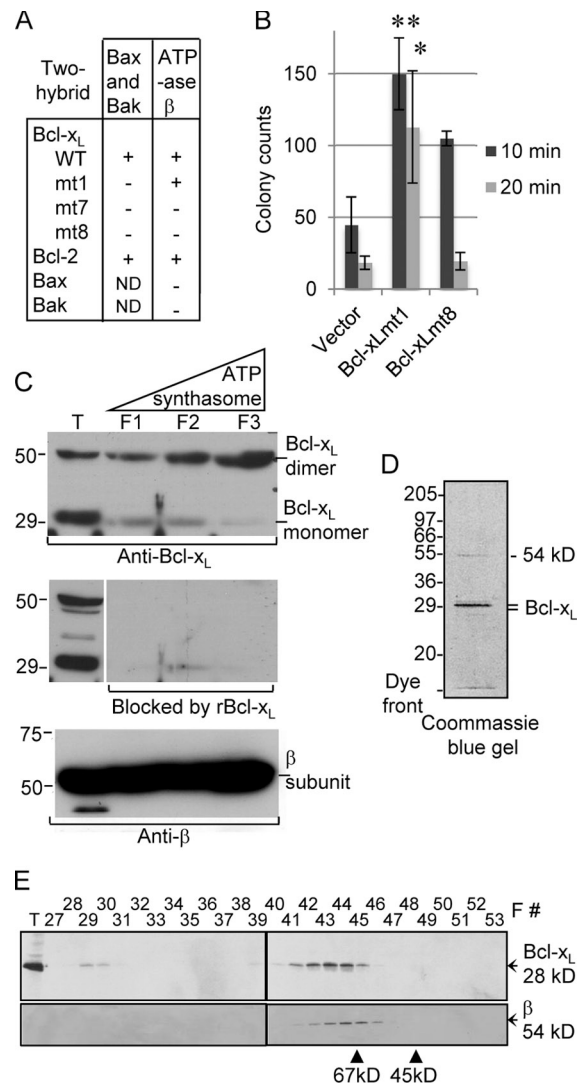 A
Two-hybrid
Bax and Bak
ATP-ase β
Bcl-xL
WT + +
mt1 - +
mt7 - -
mt8 - -
Bcl-2 + +
Bax ND -
Bak ND -
B
Colony counts
150
100
50
0
**
*
10 min
20 min
Vector
Bcl-xLmt1
Bcl-xLmt8
C
ATP
synthasome
T F1 F2 F3
50
29
Bcl-xL
dimer
Bcl-xL
monomer
Anti-Bcl-xL
50
29
Blocked by rBcl-xL
75
50
β
subunit
Anti-β
D
205
97
66
55
36
29
20
Dye
front
54 kD
Bcl-xL
Coommassie
blue gel
E
28 30 32 34 36 38 40 42 44 46 48 50 52
T 27 29 31 33 35 37 39 41 43 45 47 49 51 53
F #
Bcl-xL
28 kD
β
54 kD
67kD 45kD